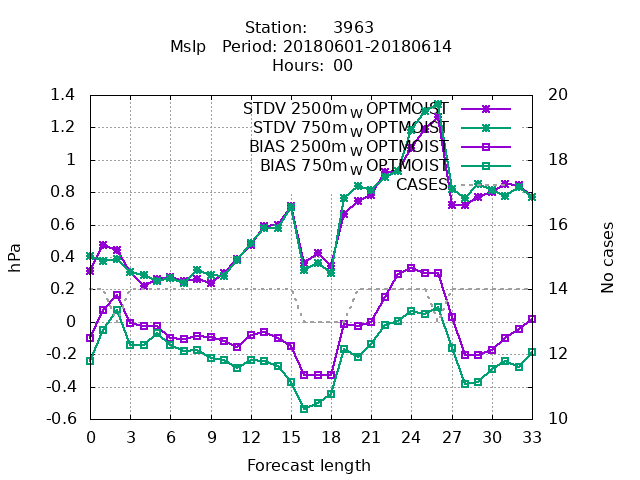 Station: 3963
Mslp Period: 20180601-20180614
Hours: 00
STDV 2500m_W OPTMOIST
STDV 750m_W OPTMOIST
BIAS 2500m_W OPTMOIST
BIAS 750m_W OPTMOIST
CASES
1.4
1.2
1
0.8
0.6
0.4
0.2
0
-0.2
-0.4
-0.6
hPa
20
18
16
14
12
10
No cases
0 3 6 9 12 15 18 21 24 27 30 33
Forecast length